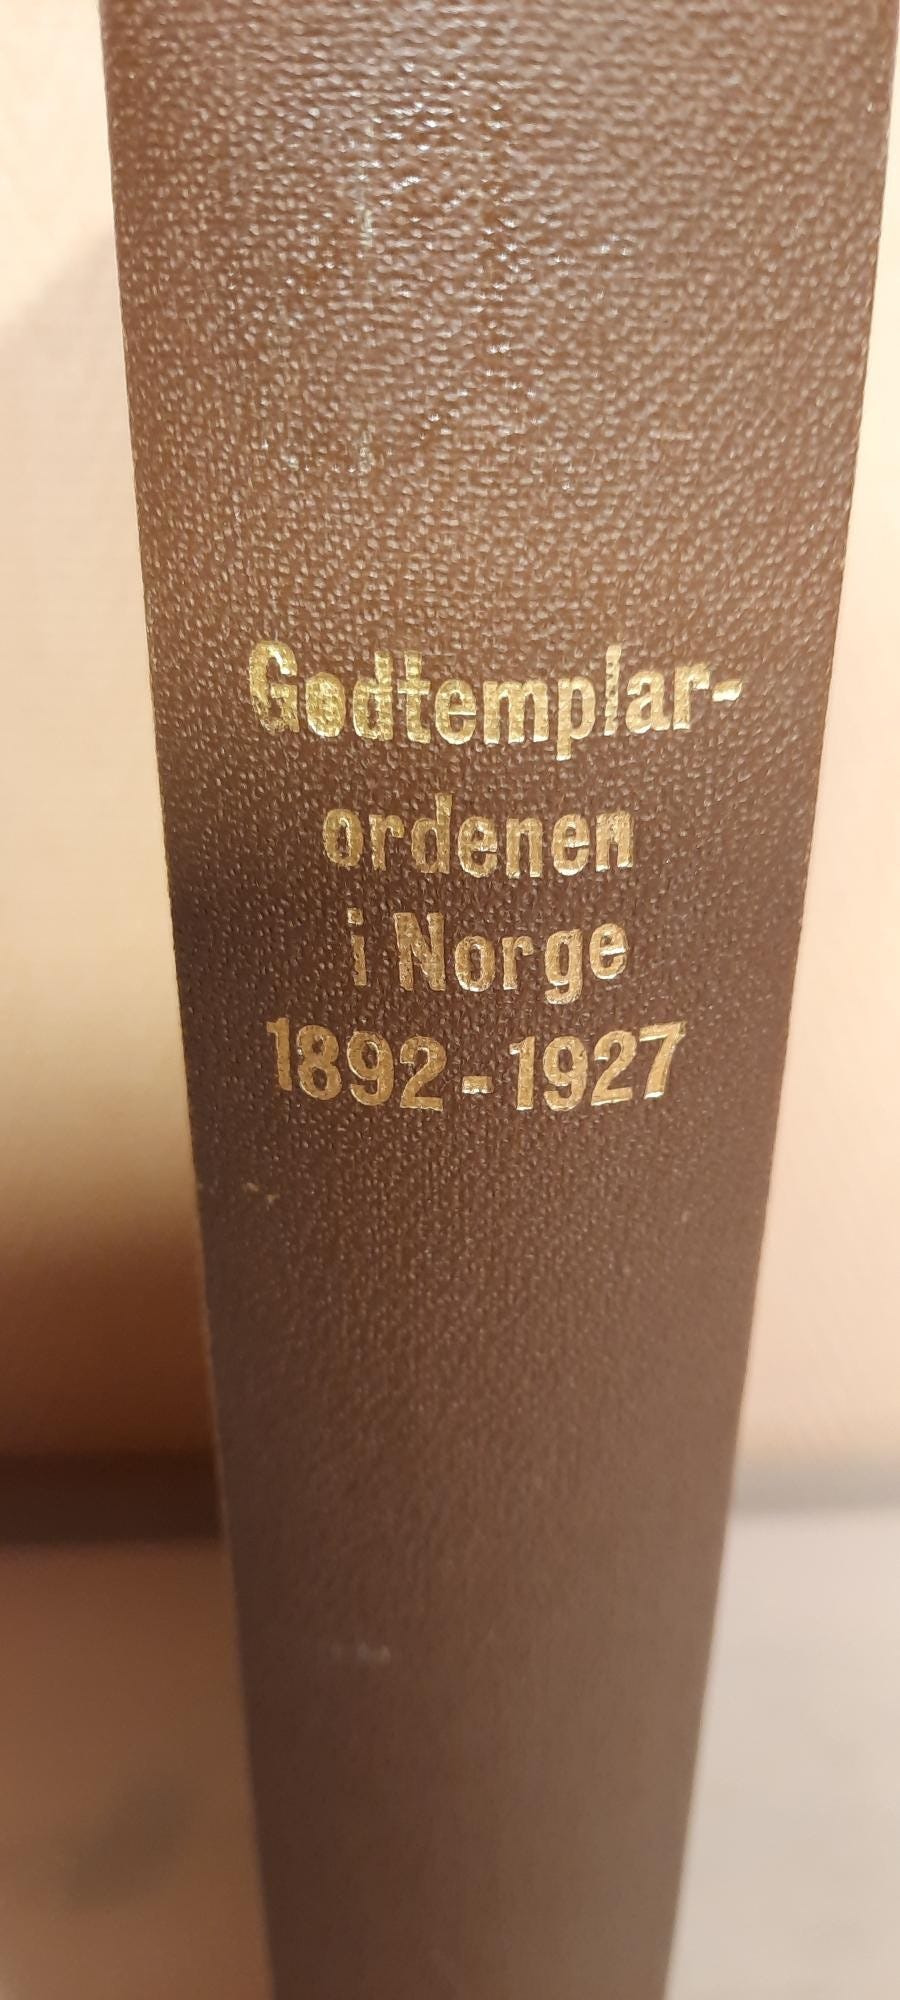 Godtemplar-
ordenen
i Norge
1892-1927